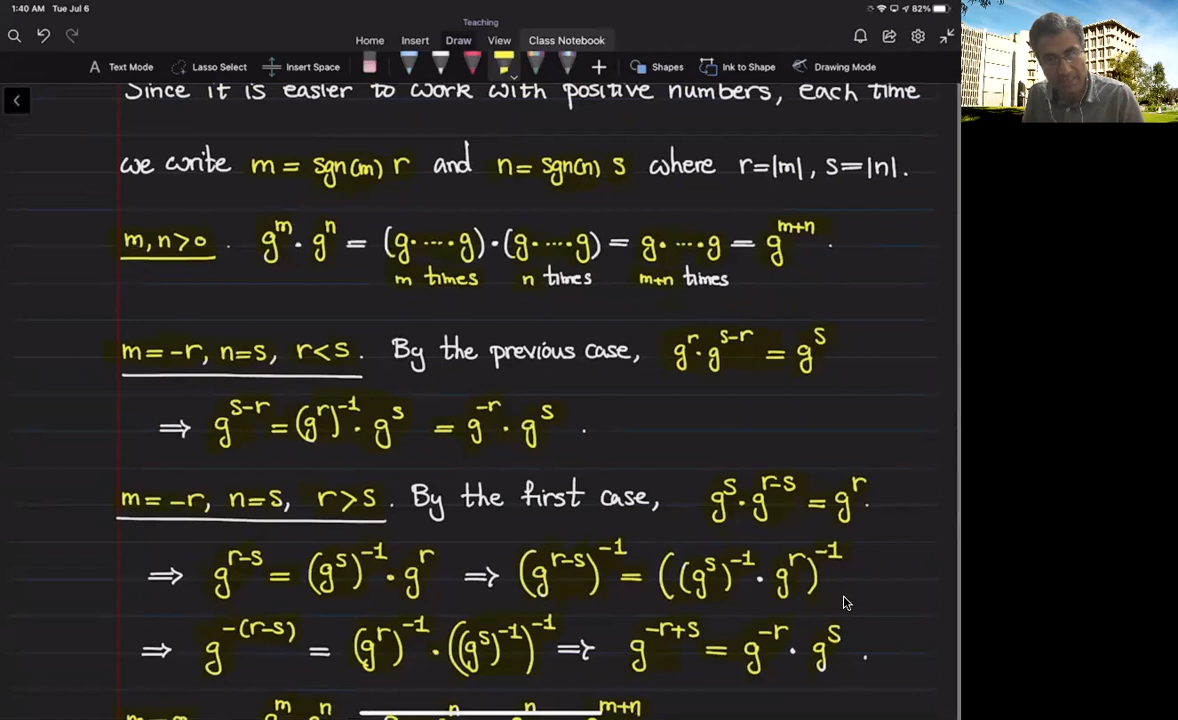 1:40 AM Tue Jul 6
82%
Teaching
Home Insert Draw View Class Notebook
Text Mode Lasso Select Insert Space Shapes Ink to Shape Drawing Mode
Since it is easier to work with positive numbers, each time
we write m = sgn(m) r and n = sgn(n) s where r=|m|, s=|n|.
m, n>0. g^m · g^n = (g· ···· ·g) · (g· ···· ·g) = g· ···· ·g = g^{m+n}.
m times n times m+n times
m=-r, n=s, r<s. By the previous case, g^r · g^{s-r} = g^s
⇒ g^{s-r} = (g^r)^{-1} · g^s = g^{-r} · g^s.
m=-r, n=s, r>s. By the first case, g^s · g^{r-s} = g^r.
⇒ g^{r-s} = (g^s)^{-1} · g^r ⇒ (g^{r-s})^{-1} = ((g^s)^{-1} · g^r)^{-1}
⇒ g^{-(r-s)} = (g^r)^{-1} · ((g^s)^{-1})^{-1} ⇒ g^{-r+s} = g^{-r} · g^s.